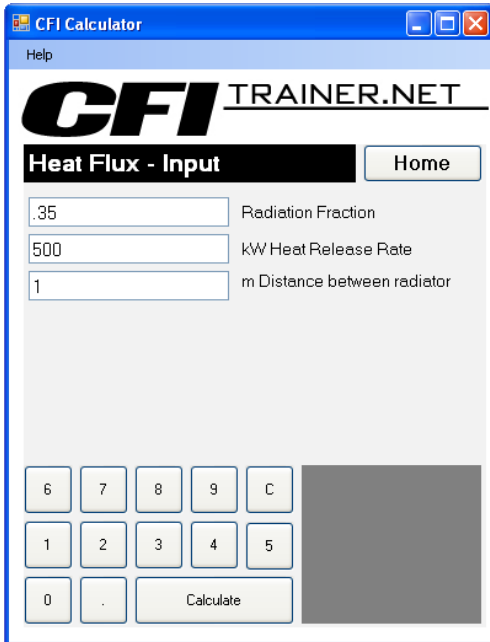 CFI Calculator
Help
CFI TRAINER.NET
Heat Flux - Input Home
.35 Radiation Fraction
500 kW Heat Release Rate
1 m Distance between radiator
6 7 8 9 C
1 2 3 4 5
0 . Calculate